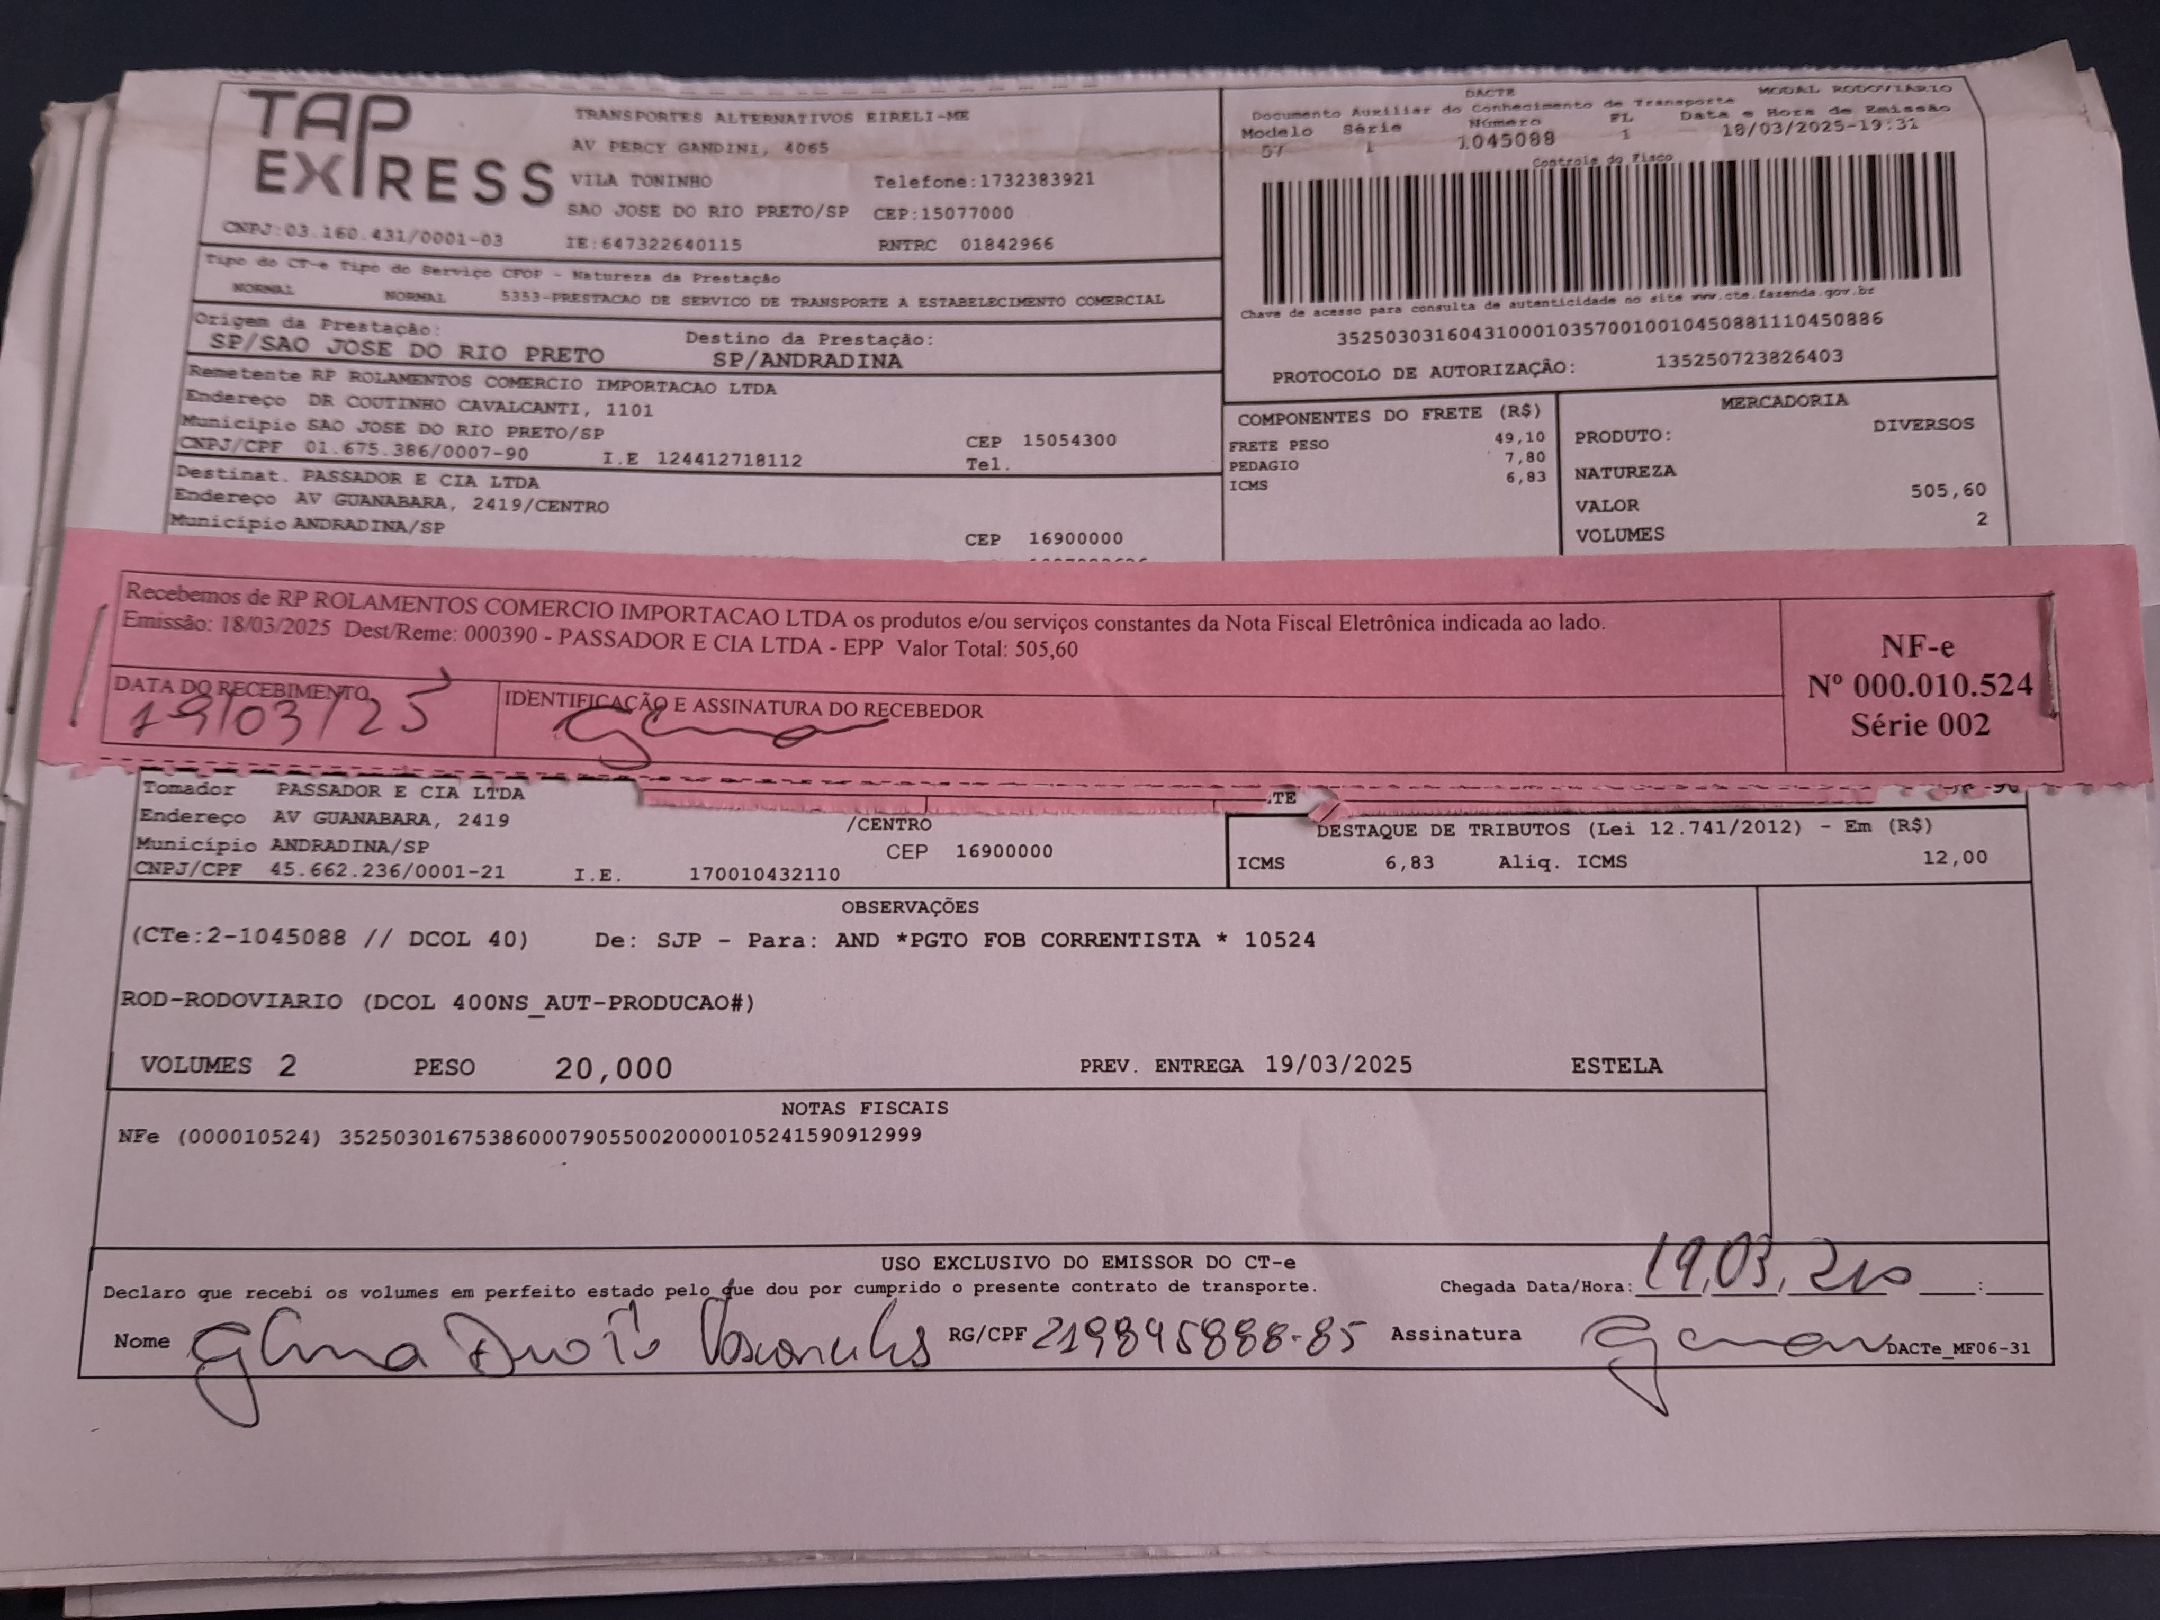 TAP EXPRESS
TRANSPORTES ALTERNATIVOS EIRELI-ME
AV PERCY GANDINI, 4065
VILA TONINHO Telefone:1732383921
SAO JOSE DO RIO PRETO/SP CEP:15077000
CNPJ:03.160.431/0001-03 IE:647322640115 RNTRC 01842966
DACTE MODAL RODOVIÁRIO
Documento Auxiliar do Conhecimento de Transporte
Modelo Série Número FL Data e Hora de Emissão
57 1 1045088 1 18/03/2025-19:31
Controle do Fisco
Chave de acesso para consulta de autenticidade no site www.cte.fazenda.gov.br
35250303160431000103570010010450881110450886
PROTOCOLO DE AUTORIZAÇÃO: 135250723826403
Tipo do CT-e Tipo do Serviço CFOP - Natureza da Prestação
NORMAL NORMAL 5353-PRESTACAO DE SERVICO DE TRANSPORTE A ESTABELECIMENTO COMERCIAL
Origem da Prestação: Destino da Prestação:
SP/SAO JOSE DO RIO PRETO SP/ANDRADINA
Remetente RP ROLAMENTOS COMERCIO IMPORTACAO LTDA
Endereço DR COUTINHO CAVALCANTI, 1101
Município SAO JOSE DO RIO PRETO/SP CEP 15054300
CNPJ/CPF 01.675.386/0007-90 I.E 124412718112 Tel.
Destinat. PASSADOR E CIA LTDA
Endereço AV GUANABARA, 2419/CENTRO
Município ANDRADINA/SP CEP 16900000
COMPONENTES DO FRETE (R$)
FRETE PESO 49,10
PEDAGIO 7,80
ICMS 6,83
MERCADORIA
PRODUTO: DIVERSOS
NATUREZA
VALOR 505,60
VOLUMES 2
Recebemos de RP ROLAMENTOS COMERCIO IMPORTACAO LTDA os produtos e/ou serviços constantes da Nota Fiscal Eletrônica indicada ao lado.
Emissão: 18/03/2025 Dest/Reme: 000390 - PASSADOR E CIA LTDA - EPP Valor Total: 505,60
DATA DO RECEBIMENTO IDENTIFICAÇÃO E ASSINATURA DO RECEBEDOR
19/03/25
NF-e
Nº 000.010.524
Série 002
Tomador PASSADOR E CIA LTDA
Endereço AV GUANABARA, 2419 /CENTRO
Município ANDRADINA/SP CEP 16900000
CNPJ/CPF 45.662.236/0001-21 I.E. 170010432110
DESTAQUE DE TRIBUTOS (Lei 12.741/2012) - Em (R$)
ICMS 6,83 Aliq. ICMS 12,00
OBSERVAÇÕES
(CTe:2-1045088 // DCOL 40) De: SJP - Para: AND *PGTO FOB CORRENTISTA * 10524
ROD-RODOVIARIO (DCOL 400NS_AUT-PRODUCAO#)
VOLUMES 2 PESO 20,000 PREV. ENTREGA 19/03/2025 ESTELA
NOTAS FISCAIS
NFe (000010524) 35250301675386000790550020000105241590912999
USO EXCLUSIVO DO EMISSOR DO CT-e
Declaro que recebi os volumes em perfeito estado pelo que dou por cumprido o presente contrato de transporte. Chegada Data/Hora: 19,03,
Nome RG/CPF 219845888-85 Assinatura DACTe_MF06-31